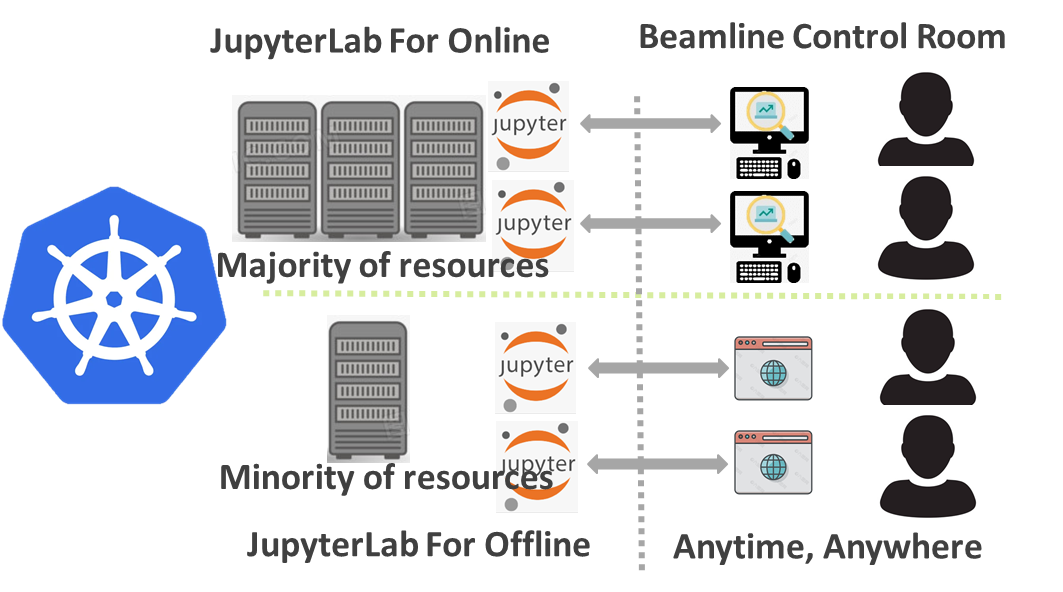 JupyterLab For Online
Beamline Control Room
jupyter
jupyter
Majority of resources
jupyter
jupyter
Minority of resources
JupyterLab For Offline
Anytime, Anywhere